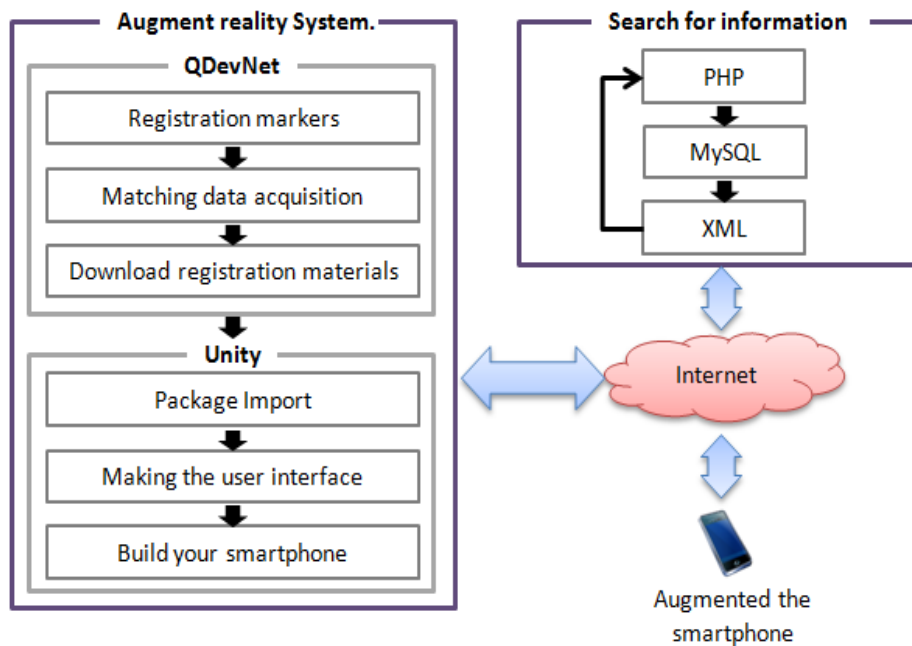 Augment reality System.
QDevNet
Registration markers
Matching data acquisition
Download registration materials
Unity
Package Import
Making the user interface
Build your smartphone
Search for information
PHP
MySQL
XML
Internet
Augmented the
smartphone